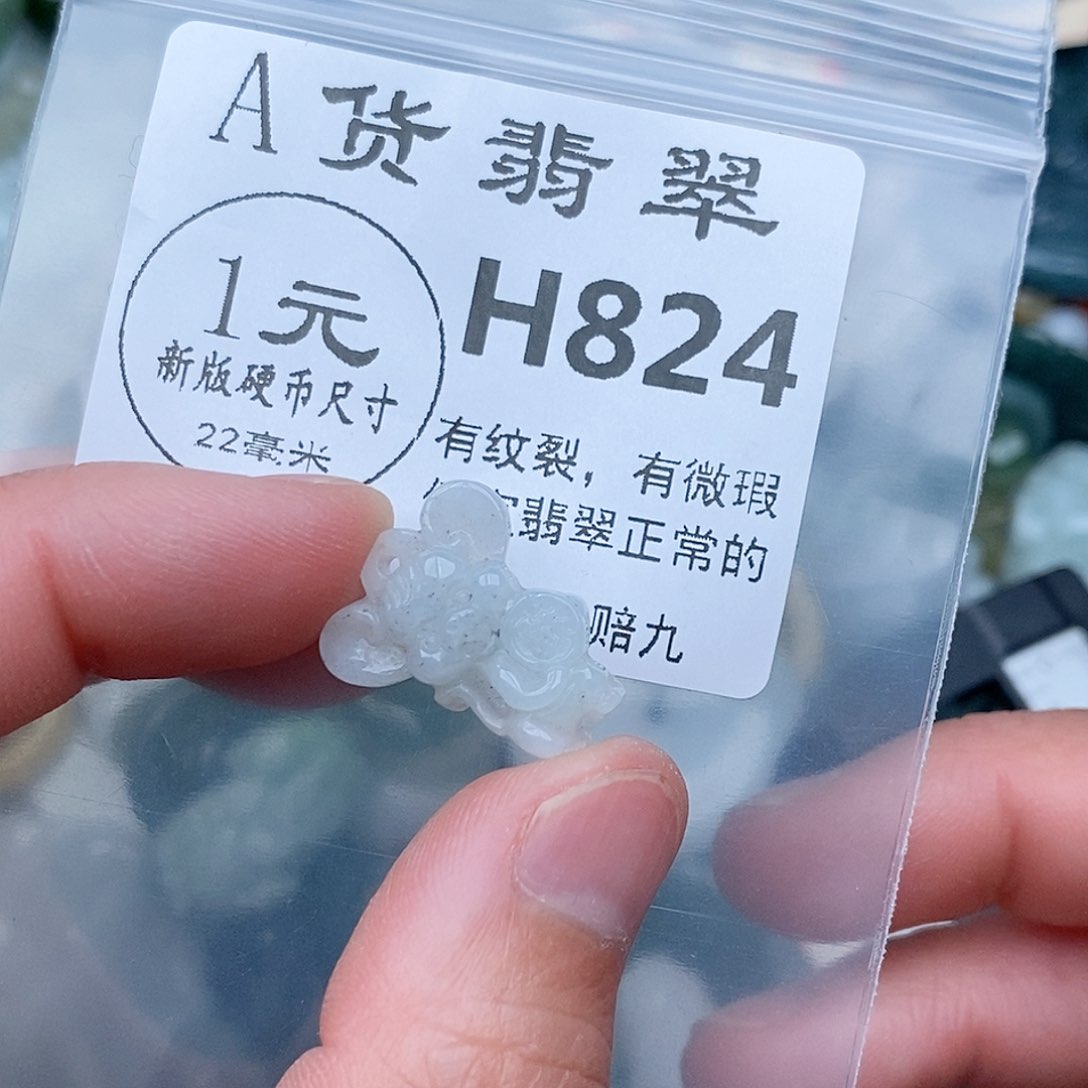 A货翡翠
1元
新版硬币尺寸
22毫米
H824
有纹裂，有微瑕
翡翠正常的
赔九